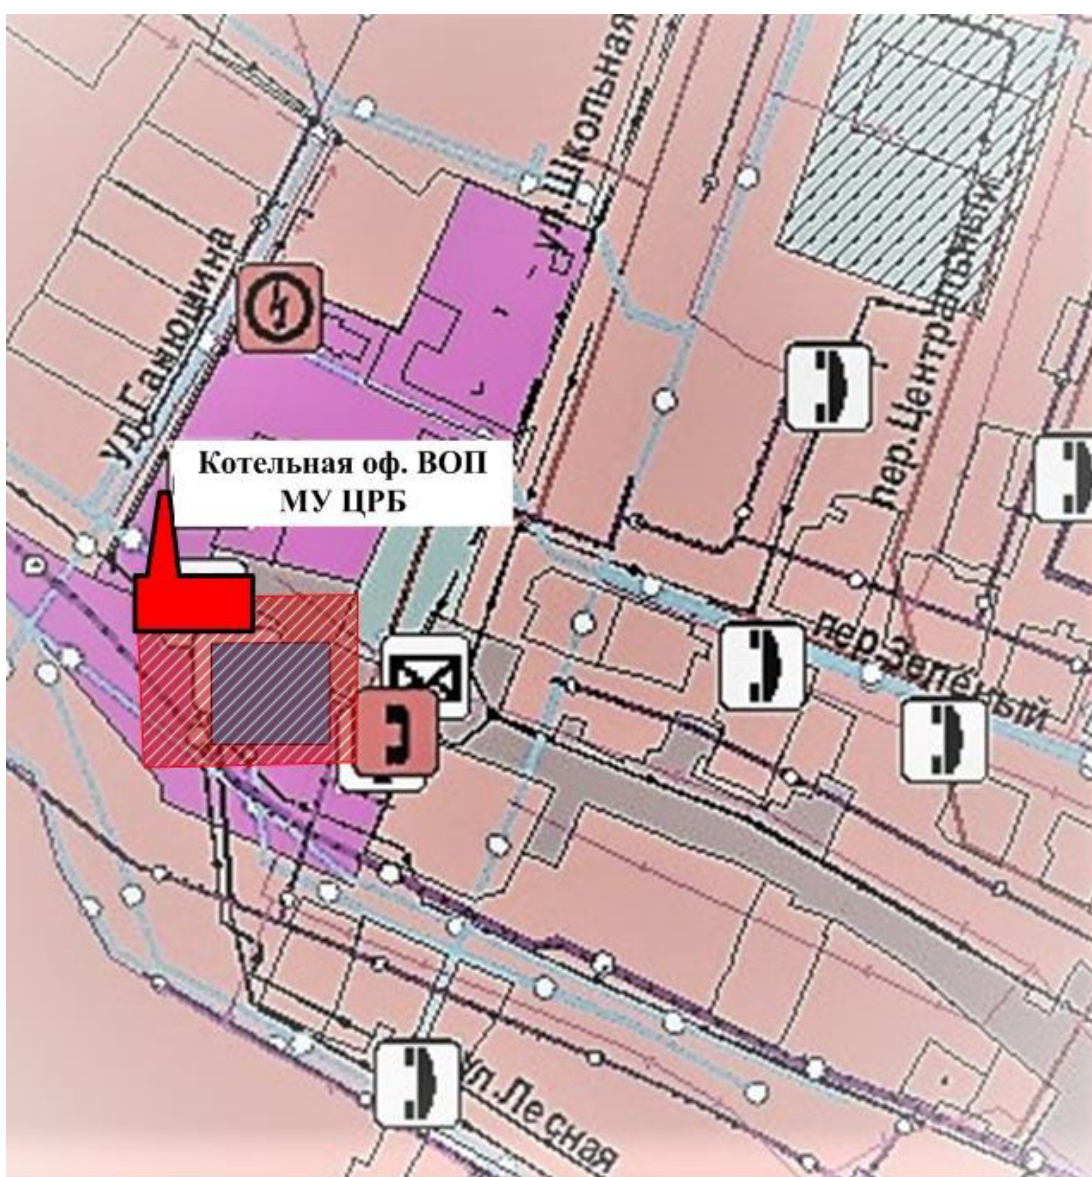 ул.Школьная
пер.Центральный
ул.Ганюшина
Котельная оф. ВОП
МУ ЦРБ
пер.Зеленый
ул.Лесная